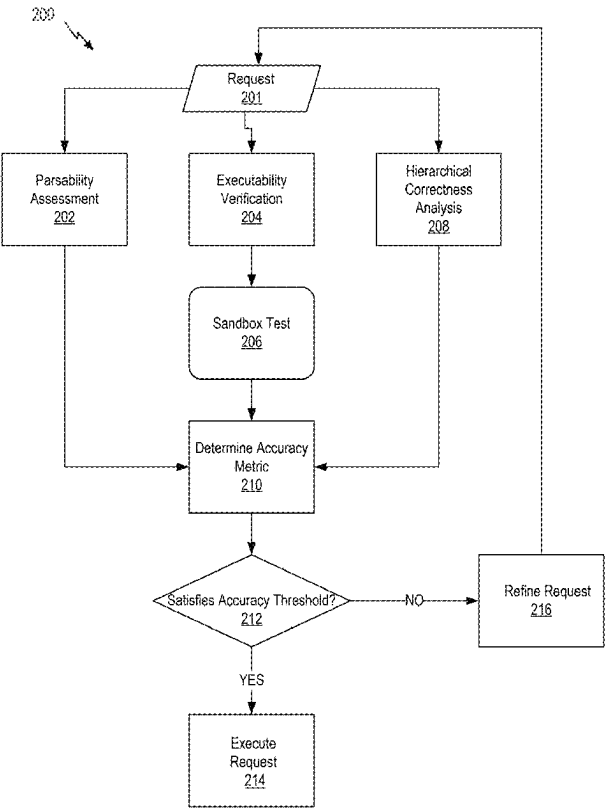 200
Request
201
Parsability
Assessment
202
Executability
Verification
204
Hierarchical
Correctness
Analysis
208
Sandbox Test
206
Determine Accuracy
Metric
210
Satisfies Accuracy Threshold?
212
NO
Refine Request
216
YES
Execute
Request
214